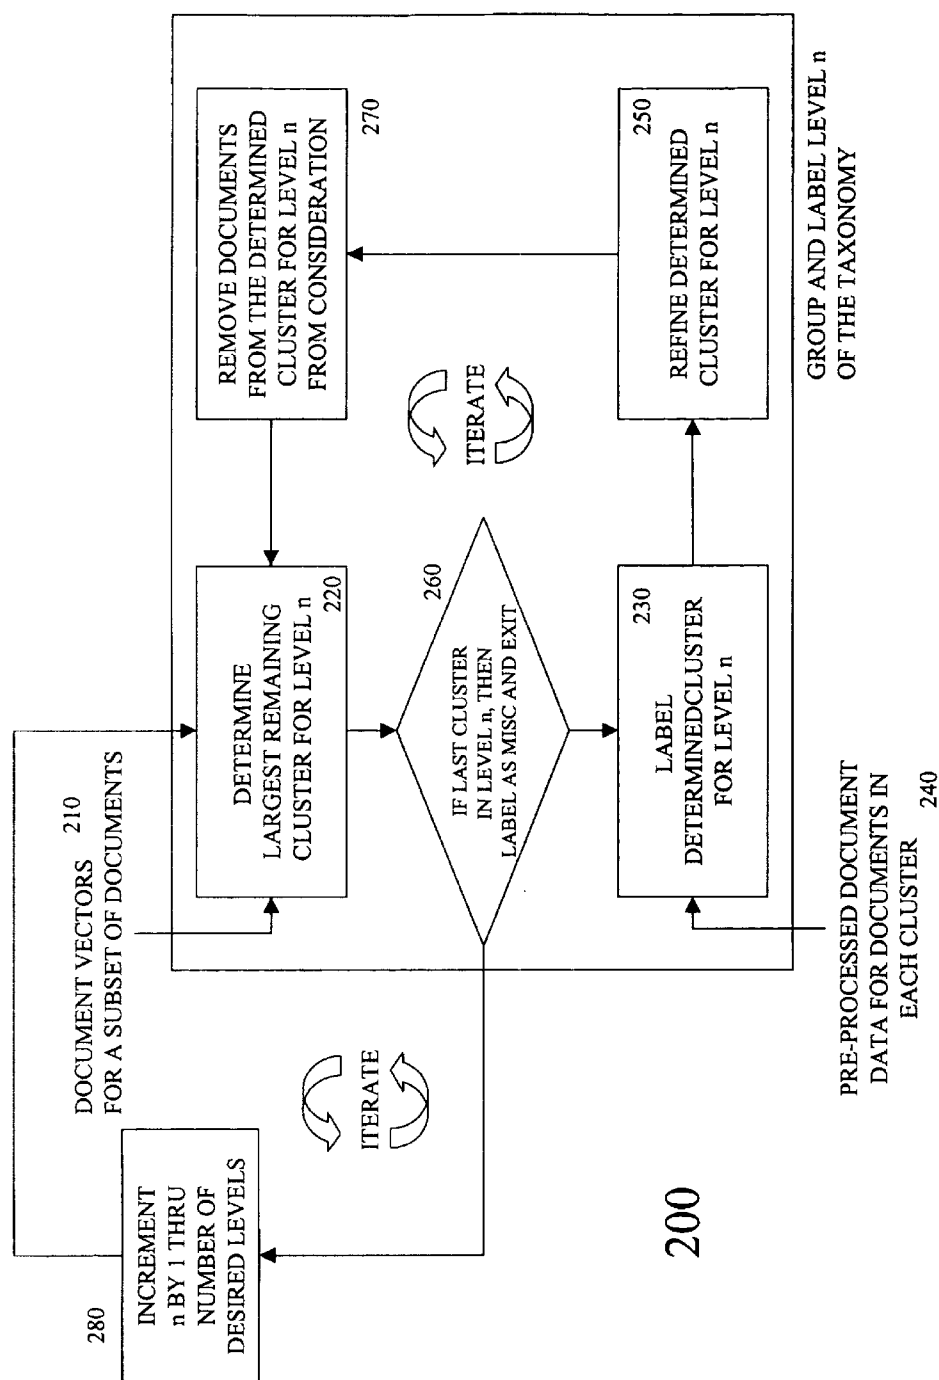 280
INCREMENT
n BY 1 THRU
NUMBER OF
DESIRED LEVELS
DOCUMENT VECTORS
FOR A SUBSET OF DOCUMENTS
210
ITERATE
200
DETERMINE
LARGEST REMAINING
CLUSTER FOR LEVEL n
220
IF LAST CLUSTER
IN LEVEL n, THEN
LABEL AS MISC AND EXIT
260
LABEL
DETERMINEDCLUSTER
FOR LEVEL n
230
PRE-PROCESSED DOCUMENT
DATA FOR DOCUMENTS IN
EACH CLUSTER
240
REMOVE DOCUMENTS
FROM THE DETERMINED
CLUSTER FOR LEVEL n
FROM CONSIDERATION
270
ITERATE
REFINE DETERMINED
CLUSTER FOR LEVEL n
250
GROUP AND LABEL LEVEL n
OF THE TAXONOMY